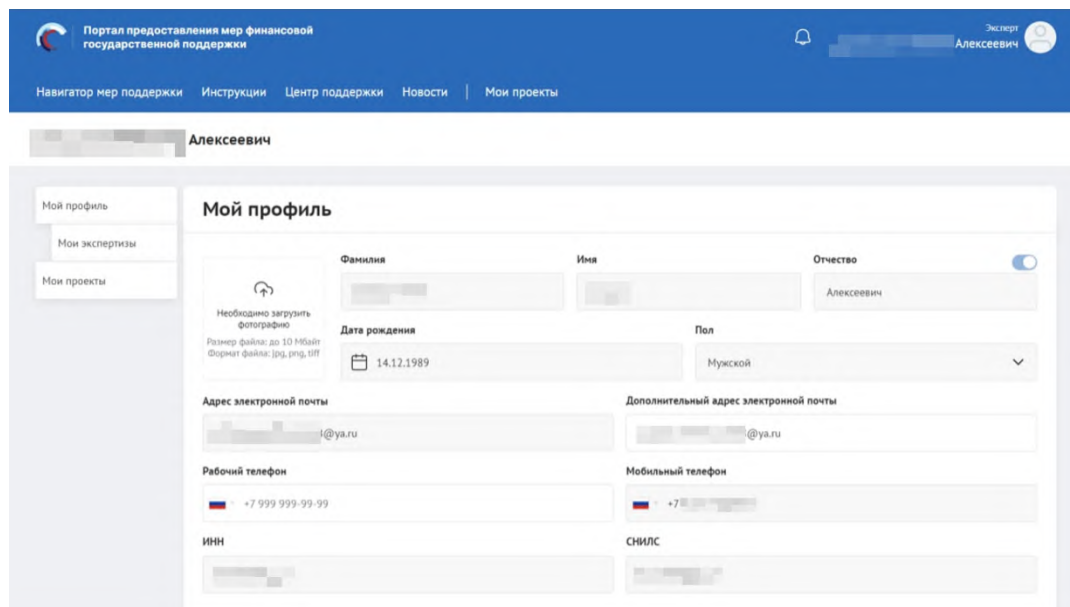 Портал предоставления мер финансовой
государственной поддержки
Эксперт
Алексеевич
Навигатор мер поддержки Инструкции Центр поддержки Новости | Мои проекты
Алексеевич
Мой профиль
Мои экспертизы
Мои проекты
Мой профиль
Необходимо загрузить
фотографию
Размер файла: до 10 Мбайт
Формат файла: jpg, png, tiff
Фамилия Имя Отчество
Алексеевич
Дата рождения Пол
14.12.1989 Мужской
Адрес электронной почты Дополнительный адрес электронной почты
@ya.ru @ya.ru
Рабочий телефон Мобильный телефон
+7 999 999-99-99 +7
ИНН СНИЛС